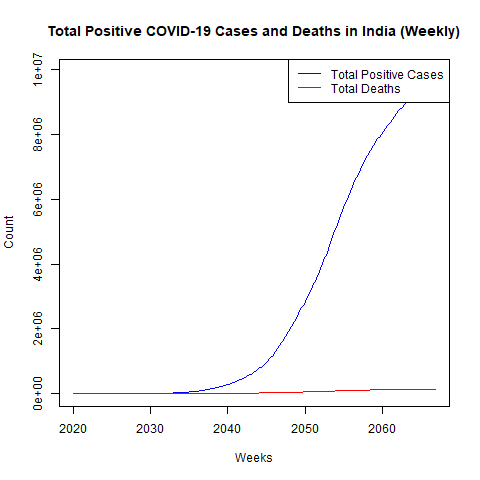 Total Positive COVID-19 Cases and Deaths in India (Weekly)
Total Positive Cases
Total Deaths
1e+07
8e+06
6e+06
4e+06
2e+06
0e+00
Count
2020 2030 2040 2050 2060
Weeks